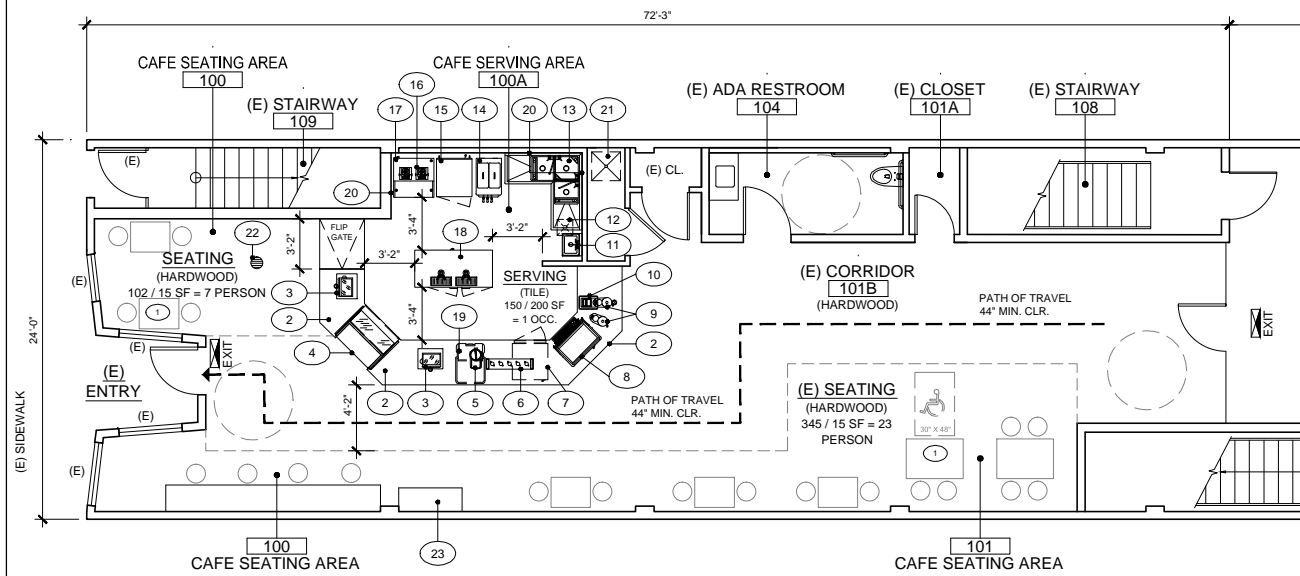 72'-3"
CAFE SEATING AREA
100
CAFE SERVING AREA
100A
(E) STAIRWAY
109
(E) ADA RESTROOM
104
(E) CLOSET
101A
(E) STAIRWAY
108
16
17
15
14
20
13
21
(E)
(E) CL.
20
12
11
22
FLIP
GATE
3'-2"
3'-2"
3'-4"
18
3'-2"
SEATING
(HARDWOOD)
102 / 15 SF = 7 PERSON
1
SERVING
(TILE)
150 / 200 SF
= 1 OCC.
3'-4"
10
9
3
2
4
2
8
19
(E) CORRIDOR
101B
(HARDWOOD)
PATH OF TRAVEL
44" MIN. CLR.
EXIT
24'-0"
(E) SIDEWALK
(E)
(E)
ENTRY
(E)
(E)
EXIT
2
3
5
6
7
4'-2"
PATH OF TRAVEL
44" MIN. CLR.
(E) SEATING
(HARDWOOD)
345 / 15 SF = 23
PERSON
30" X 48"
1
23
100
CAFE SEATING AREA
101
CAFE SEATING AREA